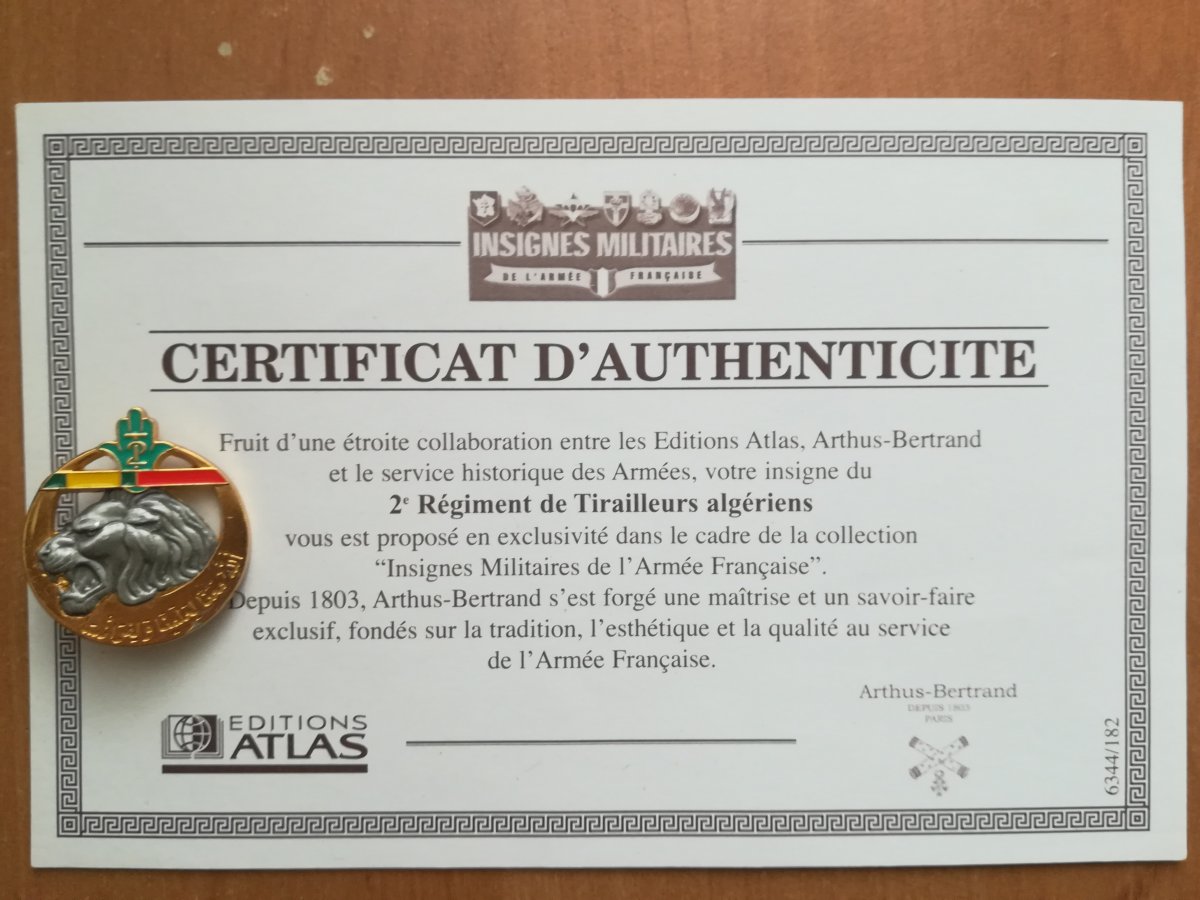 INSIGNES MILITAIRES
DE L'ARMÉE FRANÇAISE
CERTIFICAT D'AUTHENTICITE
Fruit d'une étroite collaboration entre les Editions Atlas, Arthus-Bertrand
et le service historique des Armées, votre insigne du
2e Régiment de Tirailleurs algériens
vous est proposé en exclusivité dans le cadre de la collection
“Insignes Militaires de l'Armée Française”.
Depuis 1803, Arthus-Bertrand s'est forgé une maîtrise et un savoir-faire
exclusif, fondés sur la tradition, l'esthétique et la qualité au service
de l'Armée Française.
EDITIONS
ATLAS
Arthus-Bertrand
DEPUIS 1803
PARIS
6344/182
2